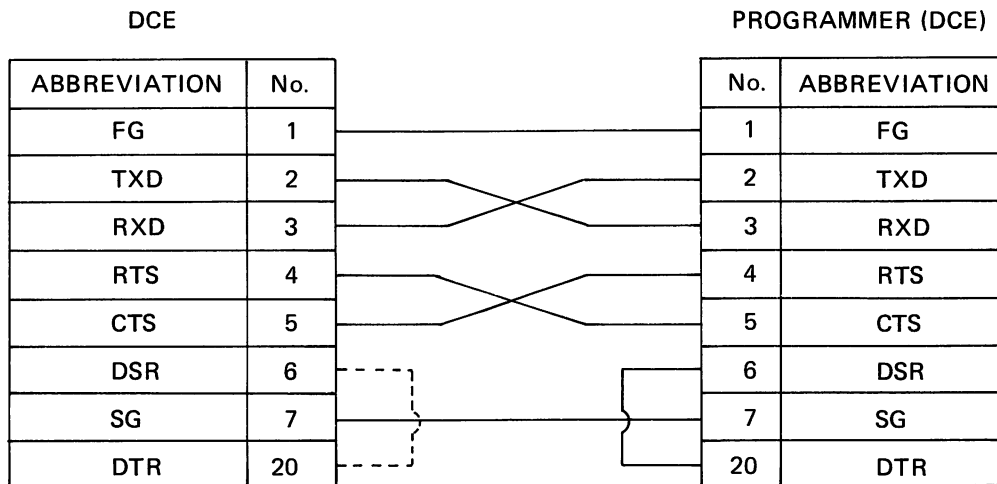 DCE PROGRAMMER (DCE)
ABBREVIATION No. No. ABBREVIATION
FG 1 1 FG
TXD 2 2 TXD
RXD 3 3 RXD
RTS 4 4 RTS
CTS 5 5 CTS
DSR 6 6 DSR
SG 7 7 SG
DTR 20 20 DTR